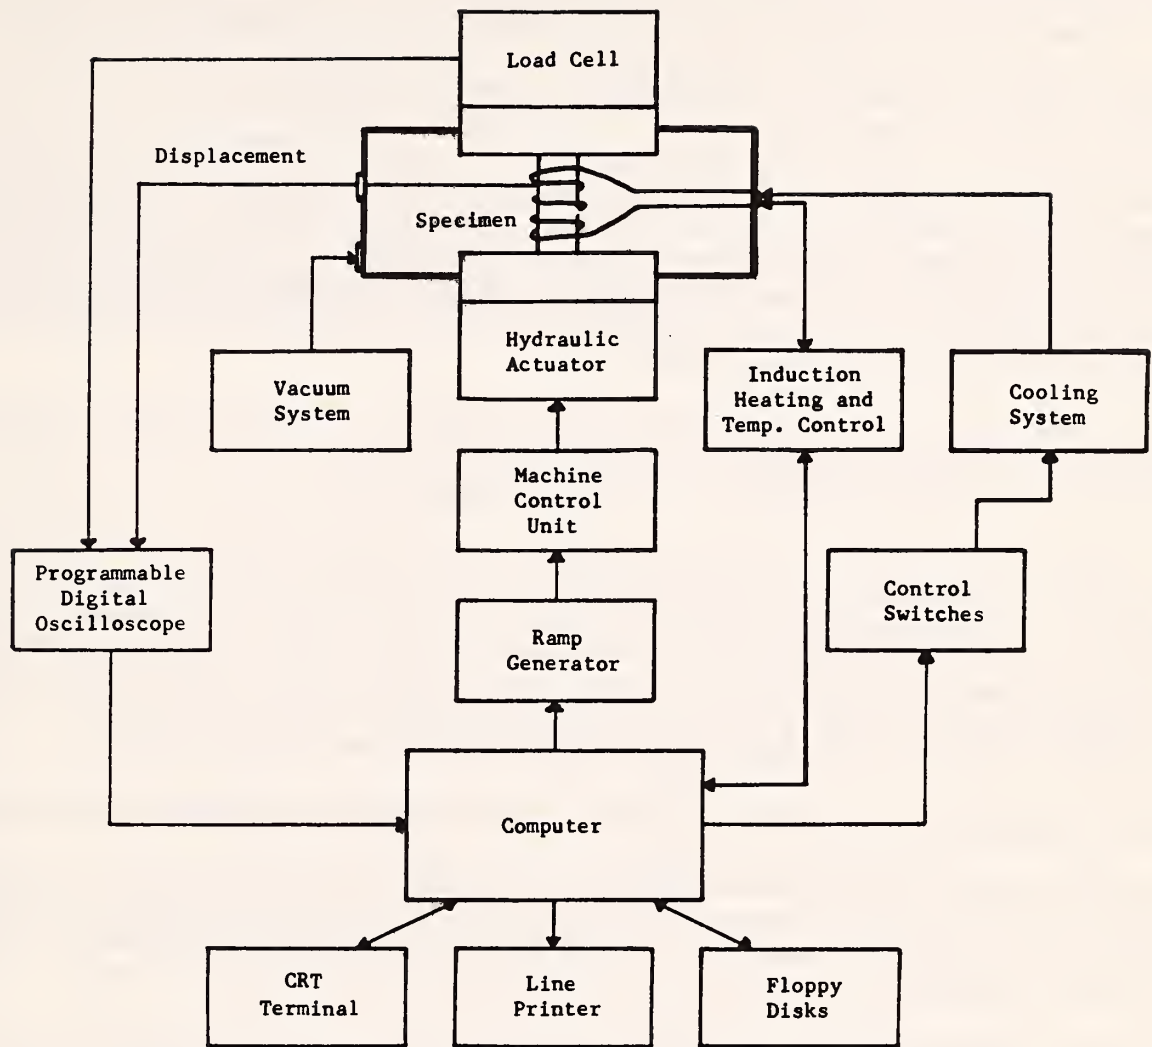 Load Cell
Displacement
Specimen
Hydraulic
Actuator
Vacuum
System
Induction
Heating and
Temp. Control
Cooling
System
Machine
Control
Unit
Programmable
Digital
Oscilloscope
Control
Switches
Ramp
Generator
Computer
CRT
Terminal
Line
Printer
Floppy
Disks